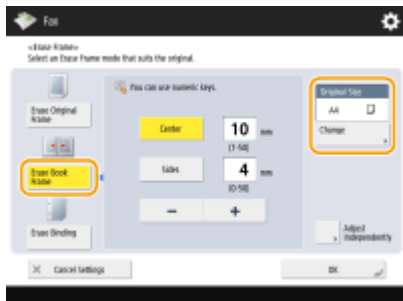 Fax
<Erase Frame>
Select an Erase Frame mode that suits the original.
Erase Original
Frame
Erase Book
Frame
Erase Binding
You can use numeric keys.
Center
10 mm
(1-50)
Sides
4 mm
(0-50)
−
+
Original Size
A4
Change
Adjust
Independently
× Cancel Settings
OK